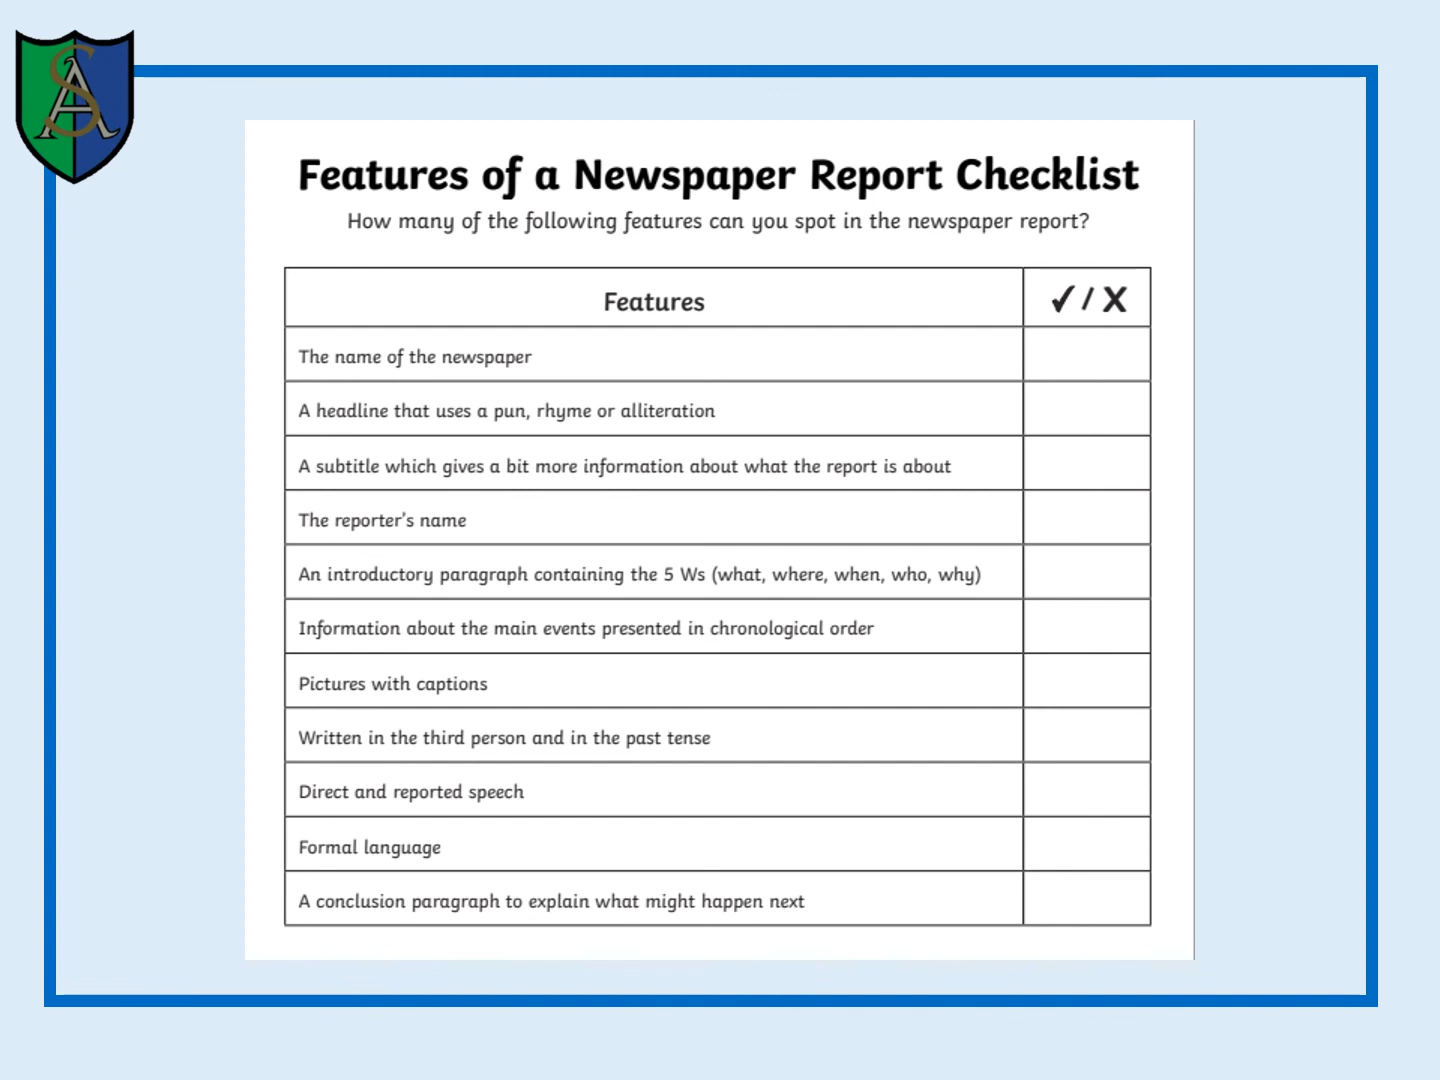 SA
Features of a Newspaper Report Checklist
How many of the following features can you spot in the newspaper report?
Features ✓ / X
The name of the newspaper
A headline that uses a pun, rhyme or alliteration
A subtitle which gives a bit more information about what the report is about
The reporter's name
An introductory paragraph containing the 5 Ws (what, where, when, who, why)
Information about the main events presented in chronological order
Pictures with captions
Written in the third person and in the past tense
Direct and reported speech
Formal language
A conclusion paragraph to explain what might happen next